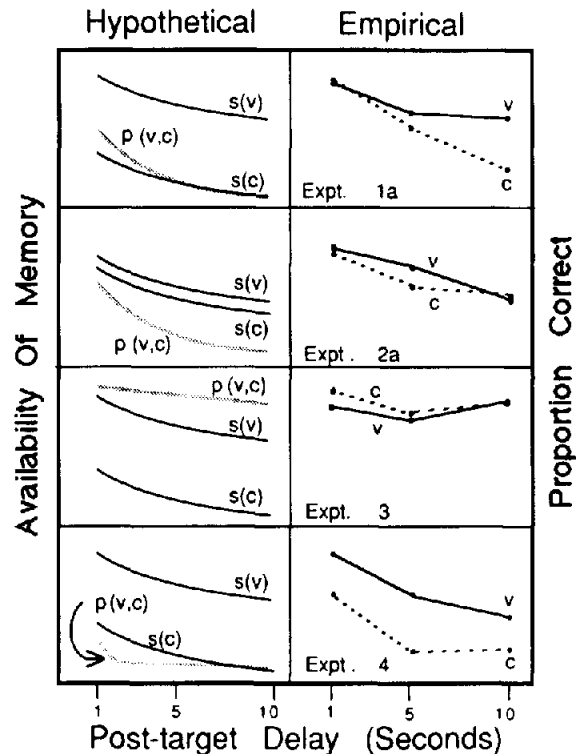 Hypothetical Empirical
Availability Of Memory
Proportion Correct
s(v)
p(v,c)
s(c)
v
c
Expt. 1a
s(v)
s(c)
p(v,c)
v
c
Expt. 2a
p(v,c)
s(v)
s(c)
c
v
Expt. 3
s(v)
p(v,c)
s(c)
v
c
Expt. 4
1 5 10 1 5 10
Post-target Delay (Seconds)